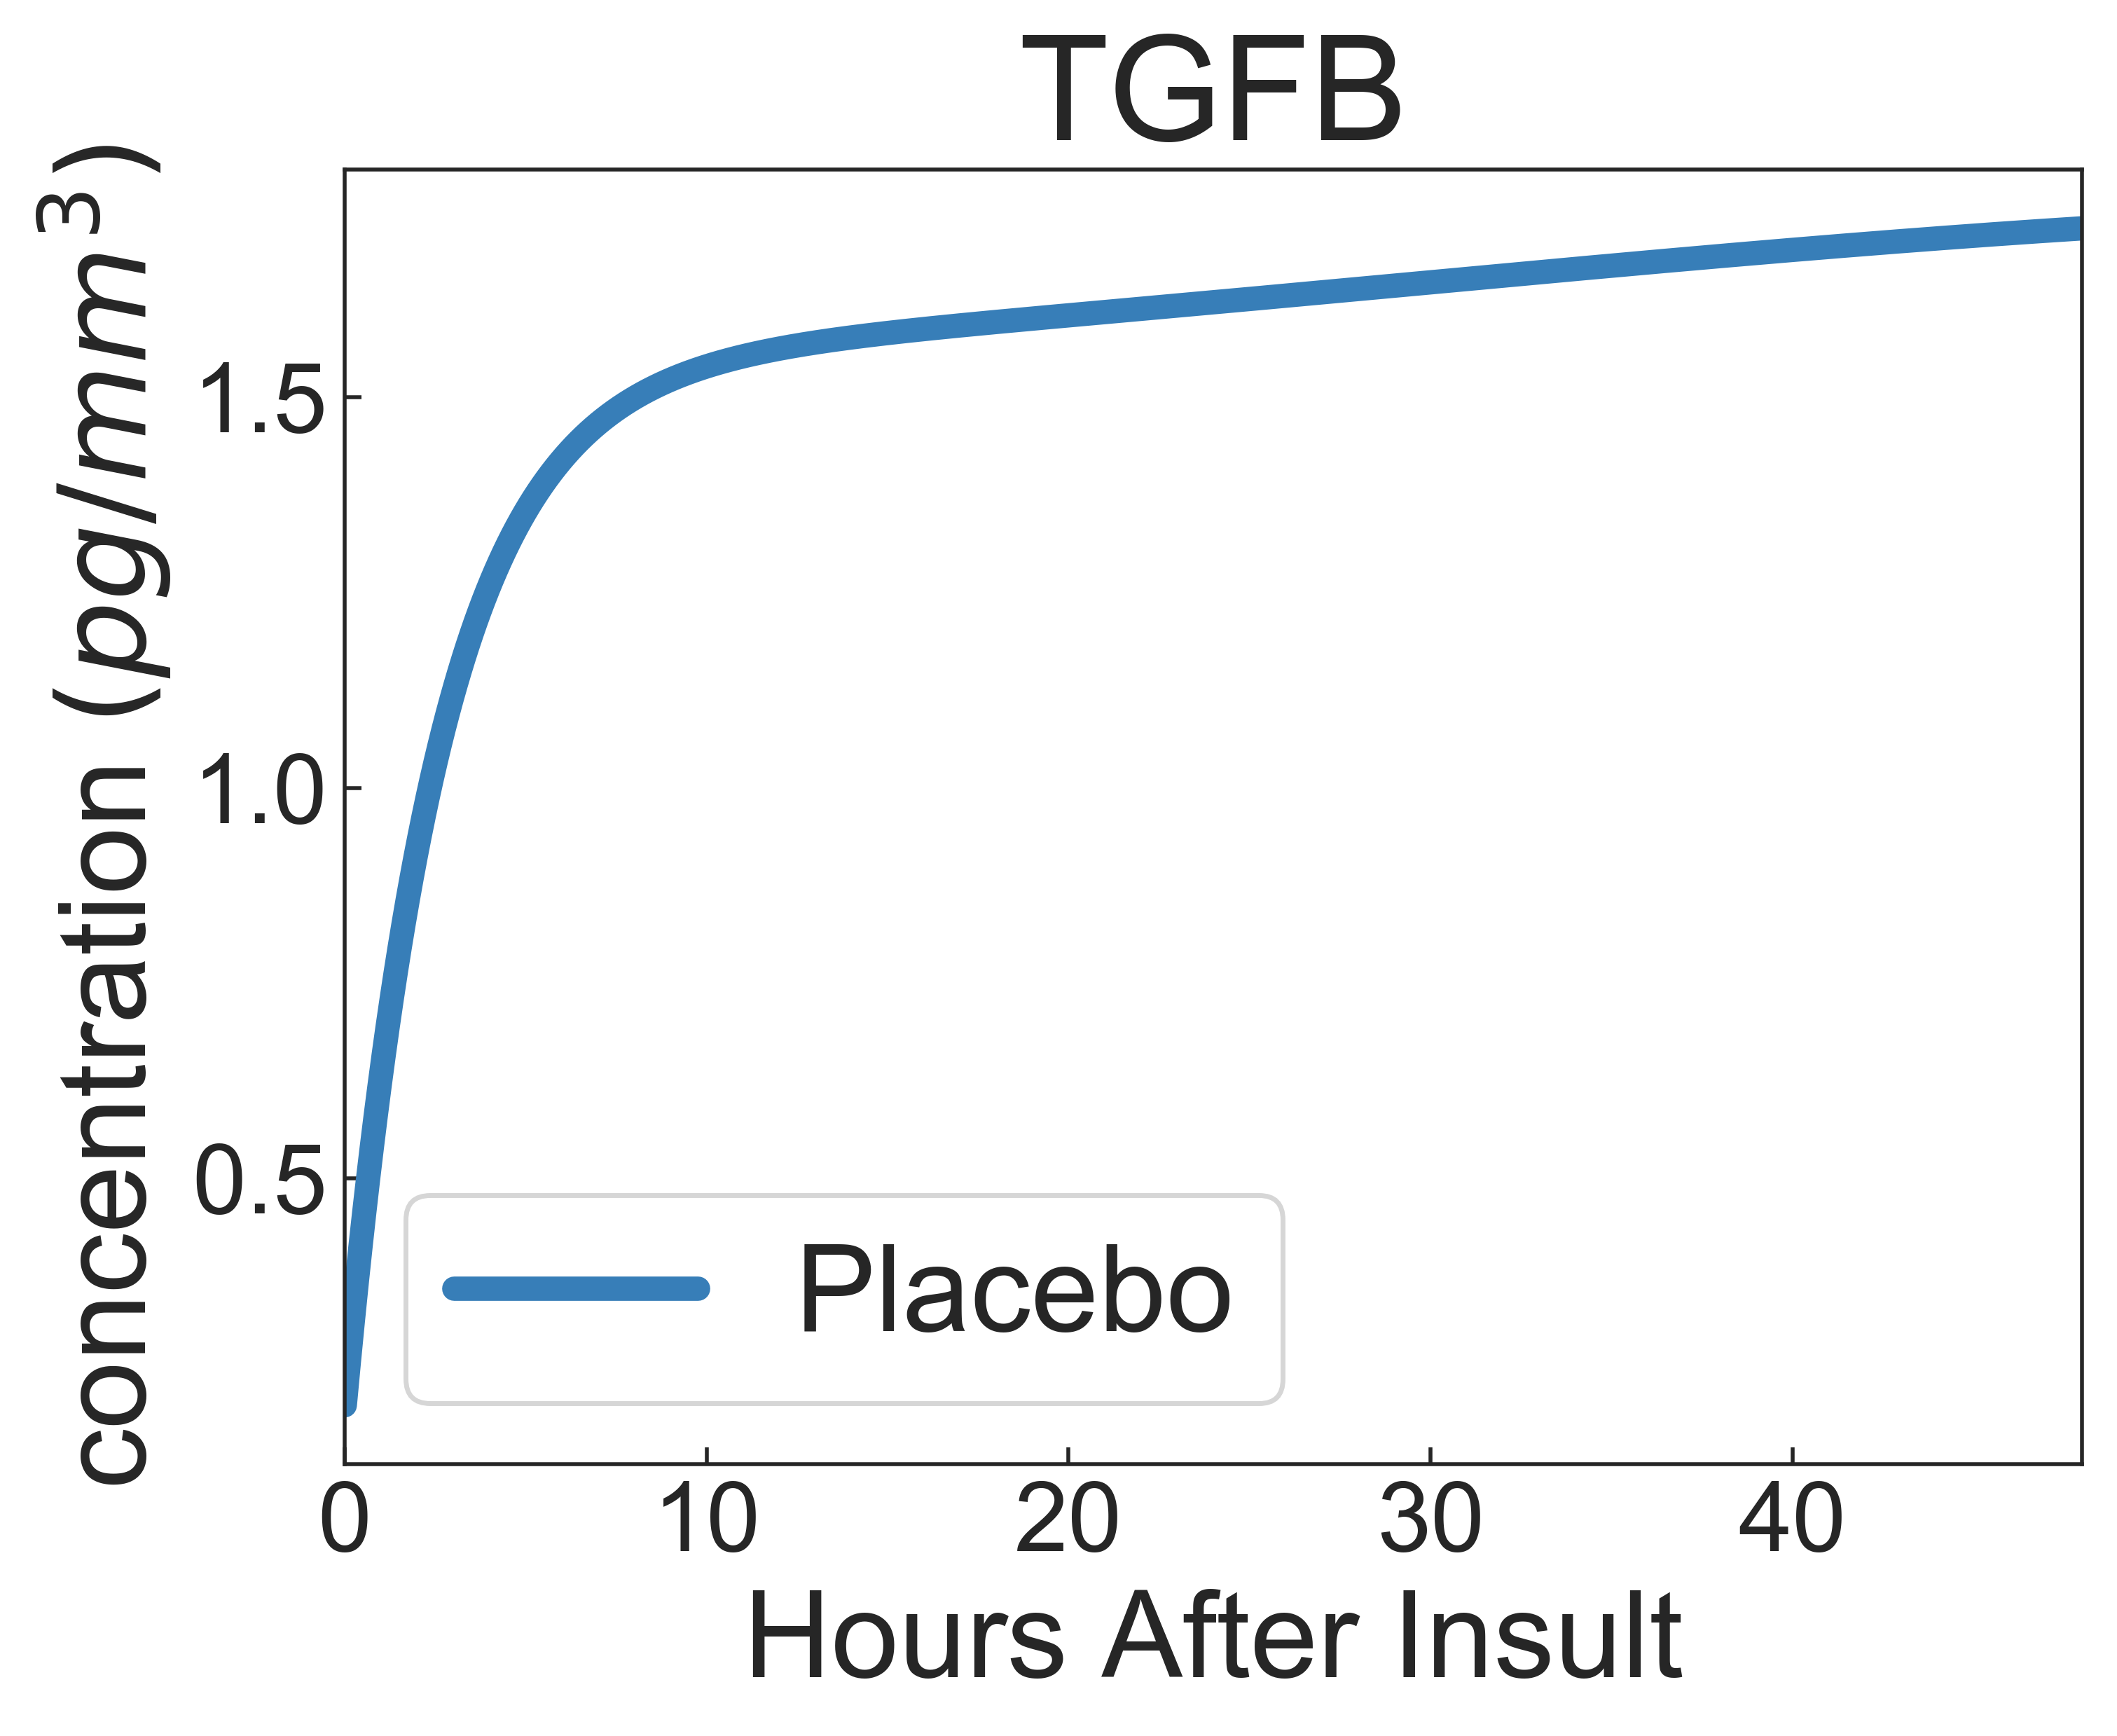 TGFB
concentration (pg/mm³)
1.5
1.0
0.5
Placebo
0 10 20 30 40
Hours After Insult